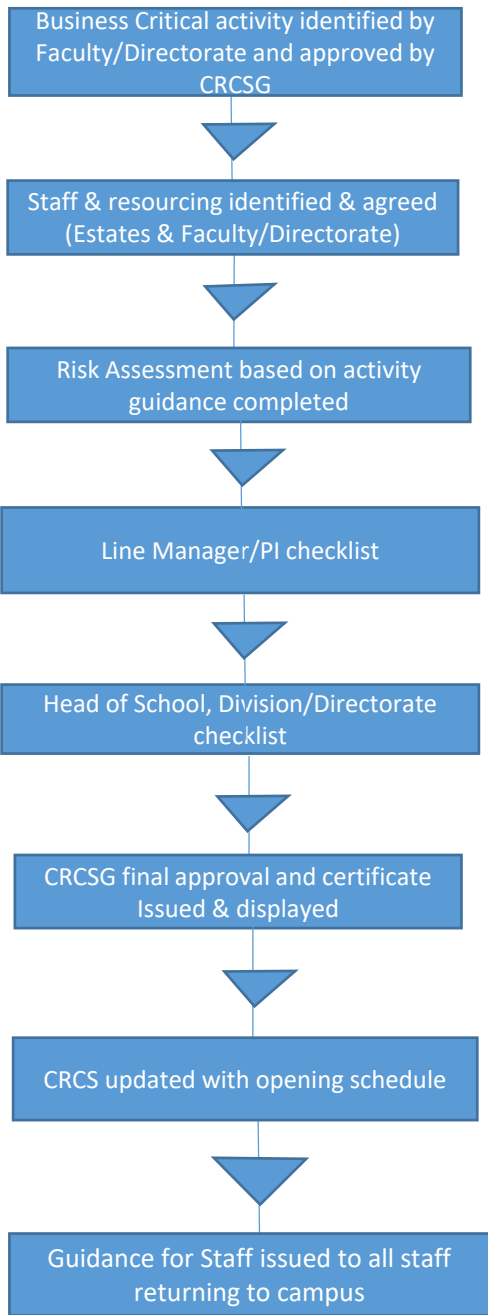 Business Critical activity identified by
Faculty/Directorate and approved by
CRCSG
Staff & resourcing identified & agreed
(Estates & Faculty/Directorate)
Risk Assessment based on activity
guidance completed
Line Manager/PI checklist
Head of School, Division/Directorate
checklist
CRCSG final approval and certificate
Issued & displayed
CRCS updated with opening schedule
Guidance for Staff issued to all staff
returning to campus